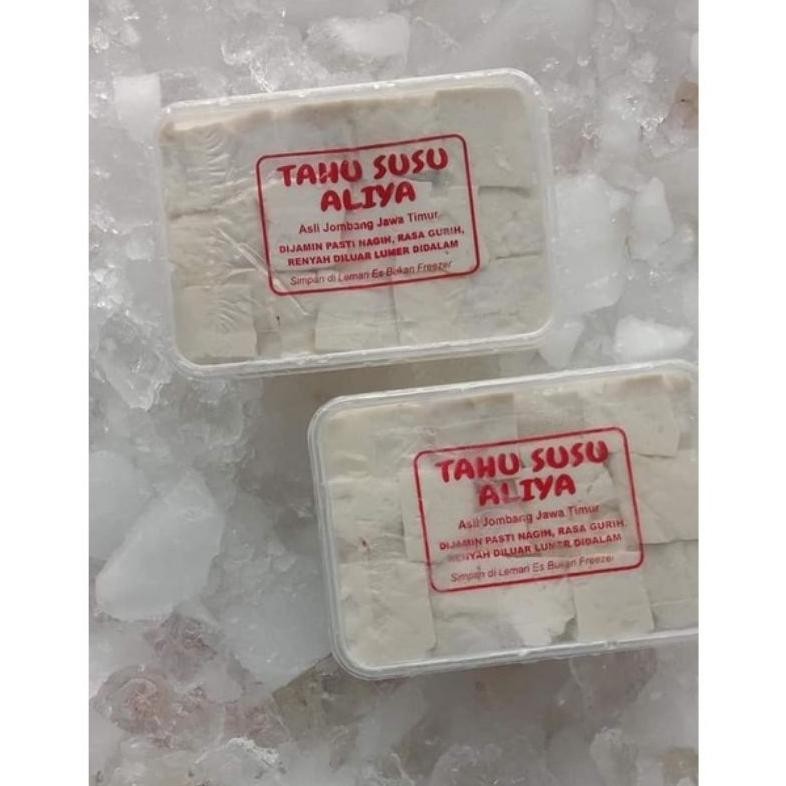 TAHU SUSU
ALIYA
Asli Jombang Jawa Timur
DIJAMIN PASTI NAGIH, RASA GURIH,
RENYAH DILUAR LUMER DIDALAM
Simpan di Lemari Es Bukan Freezer
TAHU SUSU
ALIYA
Asli Jombang Jawa Timur
DIJAMIN PASTI NAGIH, RASA GURIH,
RENYAH DILUAR LUMER DIDALAM
Simpan di Lemari Es Bukan Freezer